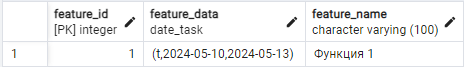 feature_id
[PK] integer
feature_data
date_task
feature_name
character varying (100)
1
1
(t,2024-05-10,2024-05-13)
Функция 1